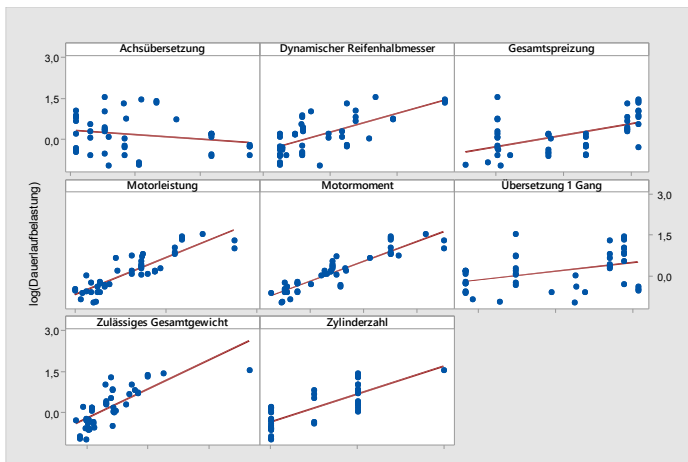 Achsübersetzung
Dynamischer Reifenhalbmesser
Gesamtspreizung
3,0
1,5
0,0
Motorleistung
Motormoment
Übersetzung 1 Gang
3,0
1,5
0,0
log(Dauerlaufbelastung)
Zulässiges Gesamtgewicht
Zylinderzahl
3,0
1,5
0,0